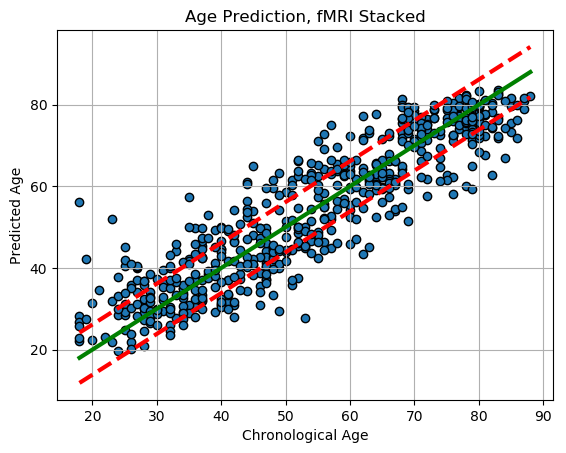 Age Prediction, fMRI Stacked
Predicted Age
80
60
40
20
20 30 40 50 60 70 80 90
Chronological Age